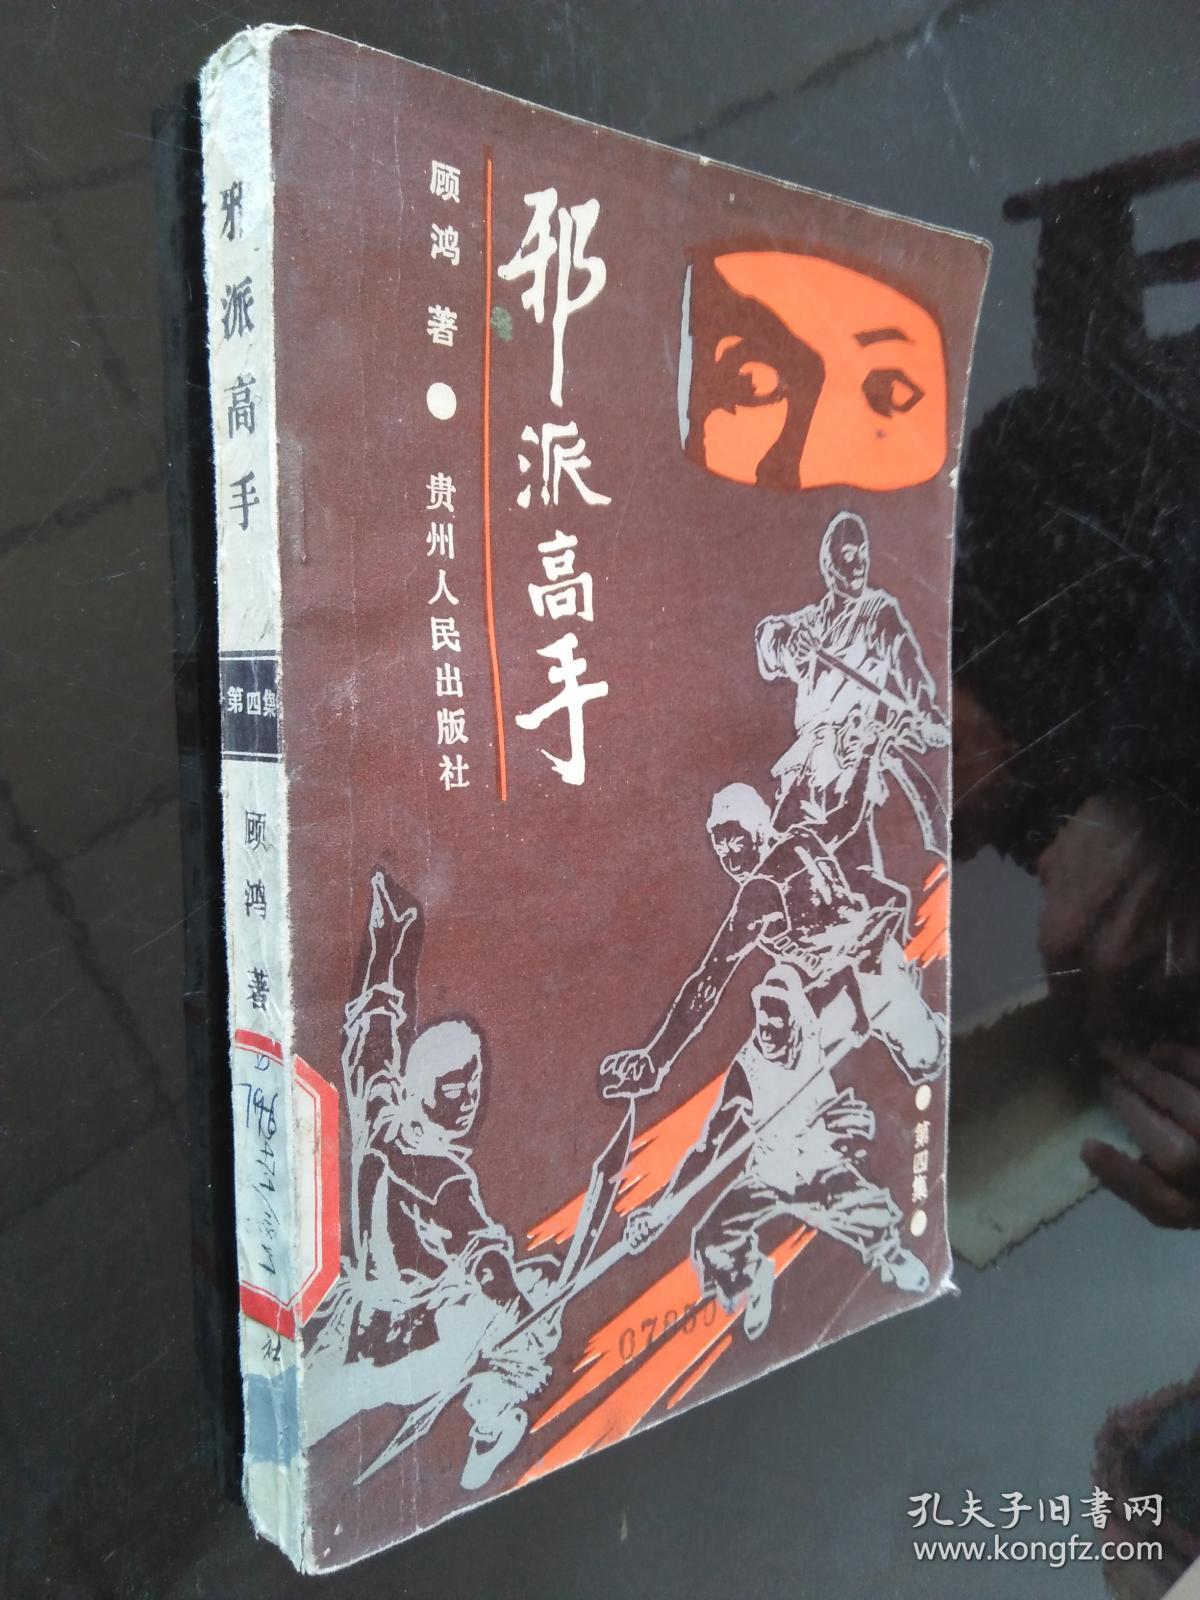 邪派高手
第四集
顾鸿 著
社
顾鸿著●贵州人民出版社
邪派高手
●第四集●
孔夫子旧书网
www.kongfz.com